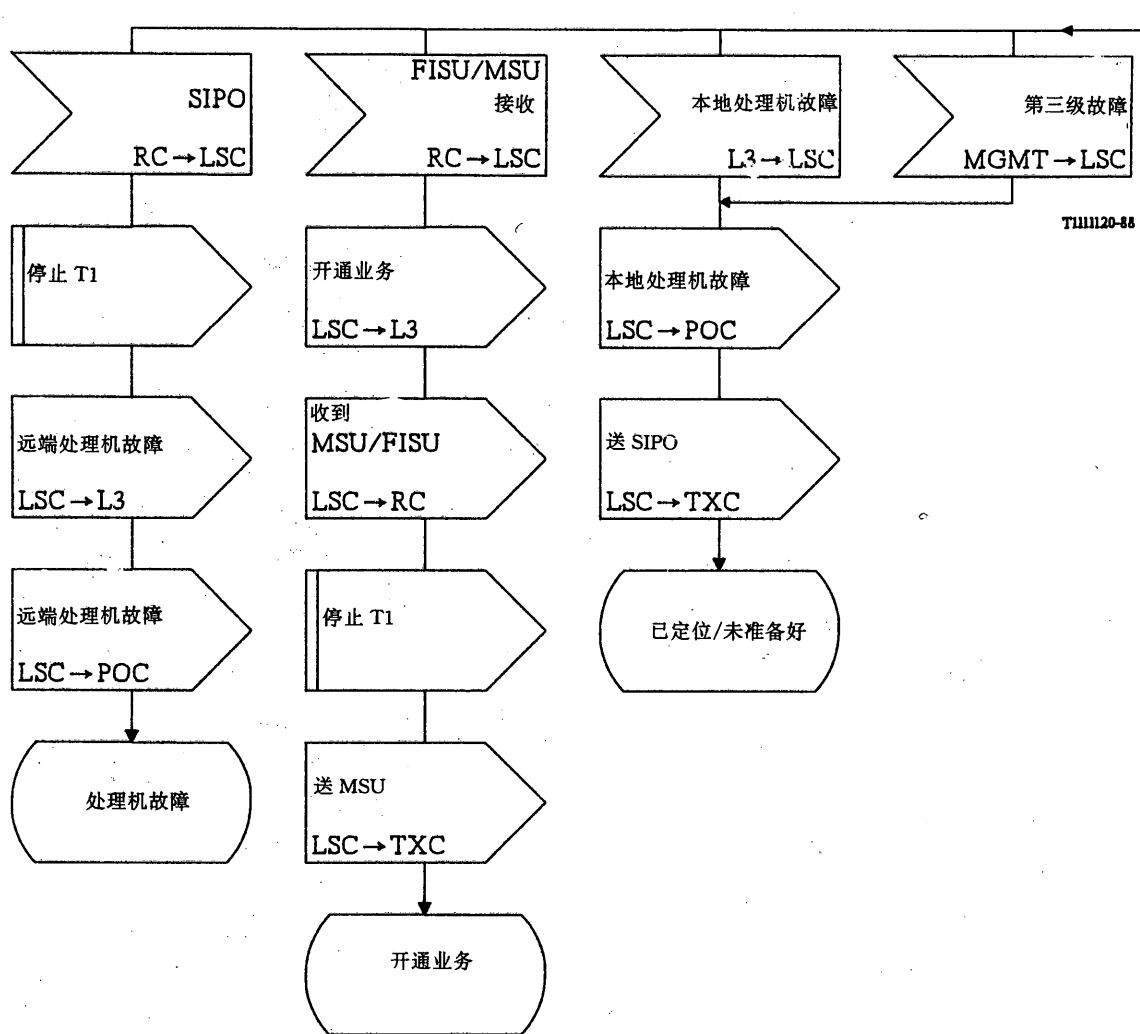 SIPO
RC→LSC
FISU/MSU
接收
RC→LSC
本地处理机故障
L3→LSC
第三级故障
MGMT→LSC
T1111120-88
停止 T1
开通业务
LSC→L3
本地处理机故障
LSC→POC
远端处理机故障
LSC→L3
收到
MSU/FISU
LSC→RC
送 SIPO
LSC→TXC
远端处理机故障
LSC→POC
停止 T1
已定位/未准备好
处理机故障
送 MSU
LSC→TXC
开通业务